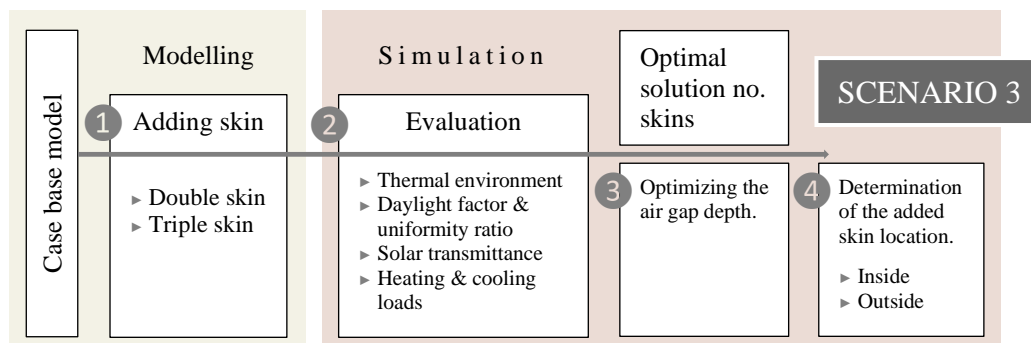 Case base model
Modelling
1
Adding skin
► Double skin
► Triple skin
Simulation
2
Evaluation
► Thermal environment
► Daylight factor &
uniformity ratio
► Solar transmittance
► Heating & cooling
loads
Optimal
solution no.
skins
3
Optimizing the
air gap depth.
SCENARIO 3
4
Determination
of the added
skin location.
► Inside
► Outside